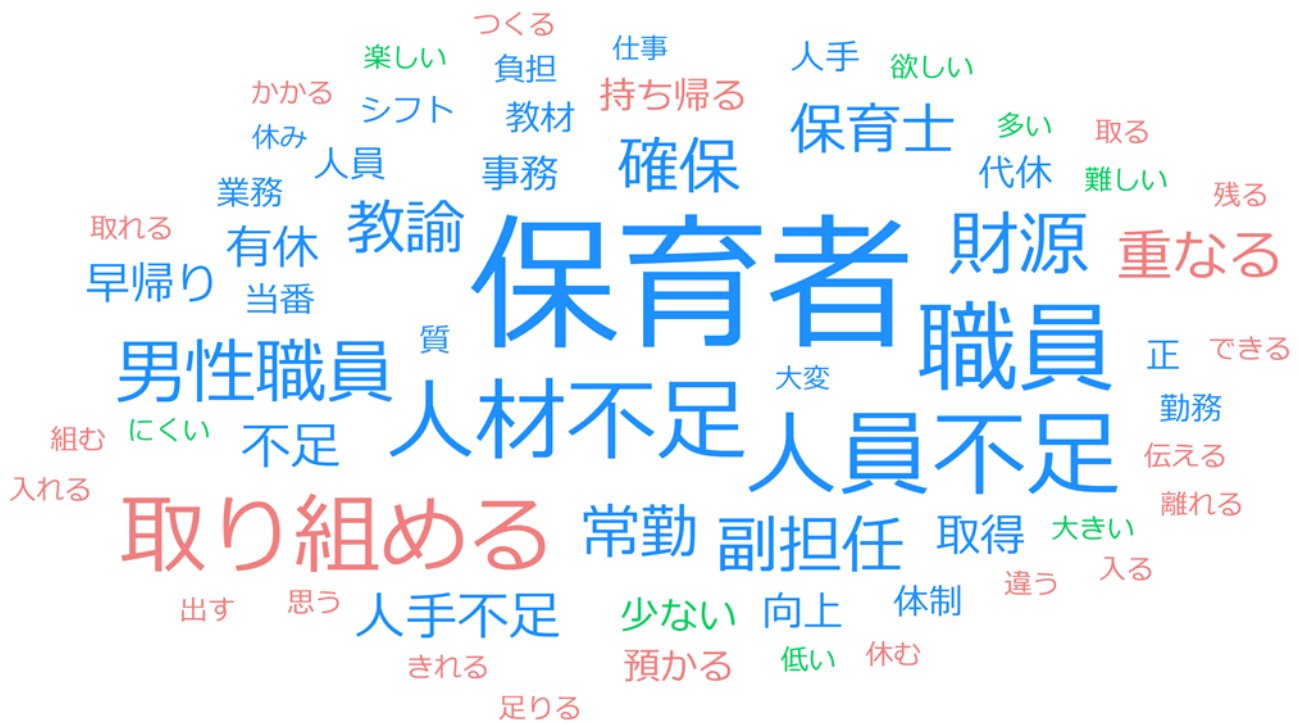 つくる
楽しい
負担
仕事
人手
欲しい
かかる
シフト
教材
持ち帰る
保育士
多い
取る
休み
人員
事務
確保
代休
難しい
業務
残る
取れる
有休
教諭
保育者
財源
重なる
早帰り
当番
質
職員
正
できる
男性職員
大変
勤務
組む
にくい
不足
人材不足
人員不足
伝える
入れる
離れる
取り組める
常勤
副担任
取得
大きい
入る
違う
出す
思う
人手不足
少ない
向上
体制
きれる
預かる
低い
休む
足りる